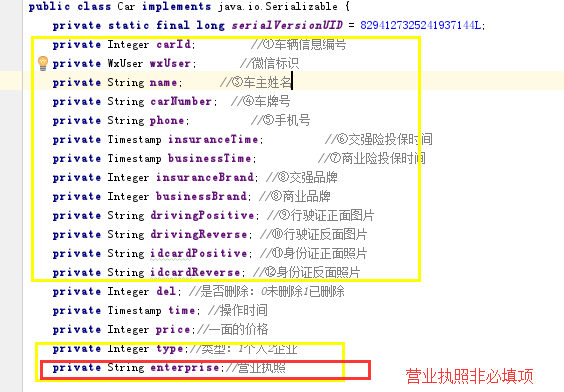 public class Car implements java.io.Serializable {
private static final long serialVersionUID = 8294127325241937144L;
private Integer carId; //①车辆信息编号
private WxUser wxUser; //微信标识
private String name; //③车主姓名
private String carNumber; //④车牌号
private String phone; //⑤手机号
private Timestamp insuranceTime; //⑥交强险投保时间
private Timestamp businessTime; //⑦商业险投保时间
private Integer insuranceBrand; //⑧交强品牌
private Integer businessBrand; //⑧商业品牌
private String drivingPositive; //⑨行驶证正面图片
private String drivingReverse; //⑩行驶证反面图片
private String idcardPositive; //⑪身份证正面照片
private String idcardReverse; //⑫身份证反面照片
private Integer del; //是否删除：0未删除1已删除
private Timestamp time; //操作时间
private Integer price;//一面的价格
private Integer type;//类型：1个人2企业
private String enterprise;//营业执照
营业执照非必填项